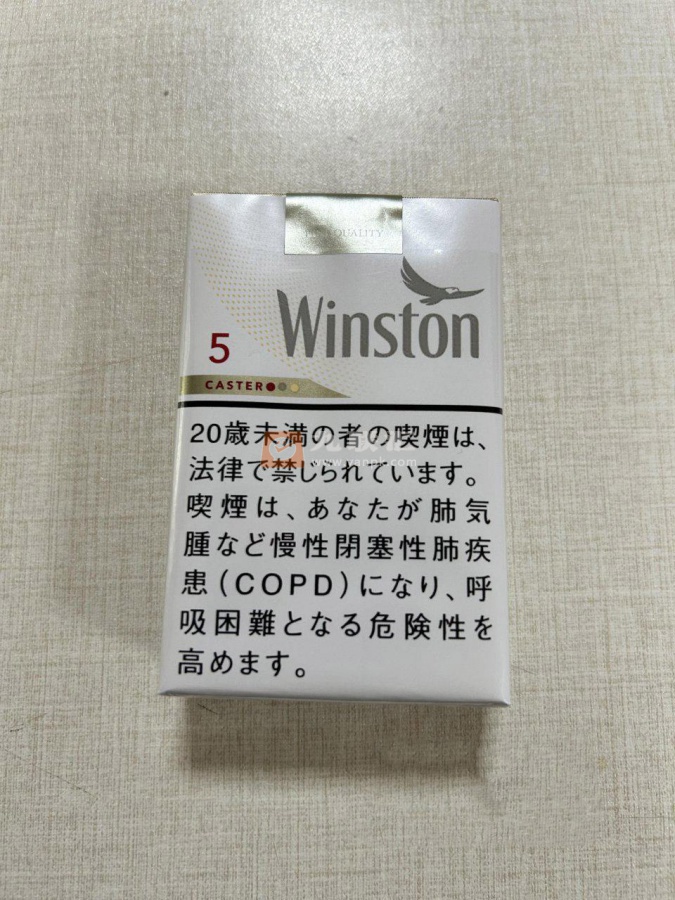 QUALITY
Winston
5
CASTER
20歳未満の者の喫煙は、
法律で禁じられています。
www.yanpk.com
喫煙は、あなたが肺気
腫など慢性閉塞性肺疾
患(COPD)になり、呼
吸困難となる危険性を
高めます。